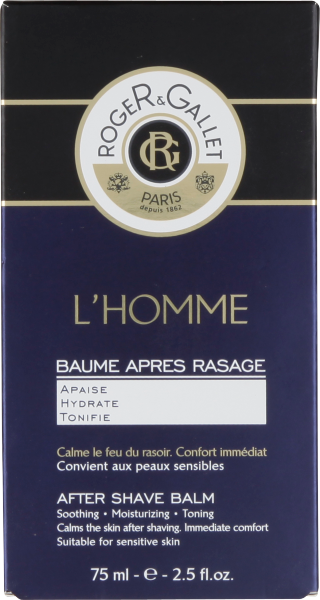 ROGER & GALLET
RG
PARIS
depuis 1862
L'HOMME
BAUME APRES RASAGE
APAISE
HYDRATE
TONIFIE
Calme le feu du rasoir. Confort immédiat
Convient aux peaux sensibles
AFTER SHAVE BALM
Soothing • Moisturizing • Toning
Calms the skin after shaving. Immediate comfort
Suitable for sensitive skin
75 ml - e - 2.5 fl.oz.